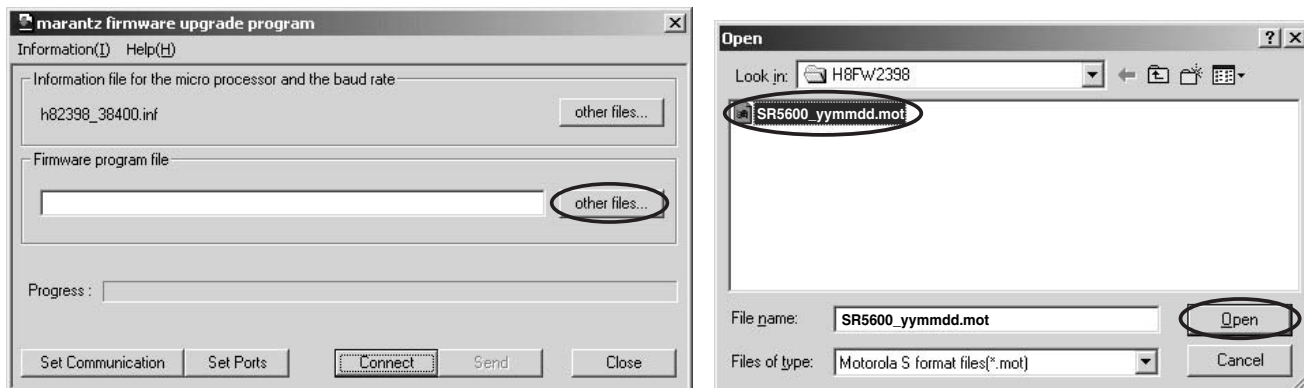 marantz firmware upgrade program
Information(I) Help(H)
Information file for the micro processor and the baud rate
h82398_38400.inf
other files...
Firmware program file
other files...
Progress :
Set Communication Set Ports Connect Send Close
Open
Look in: H8FW2398
SR5600_yymmdd.mot
File name: SR5600_yymmdd.mot Open
Files of type: Motorola S format files(*.mot) Cancel